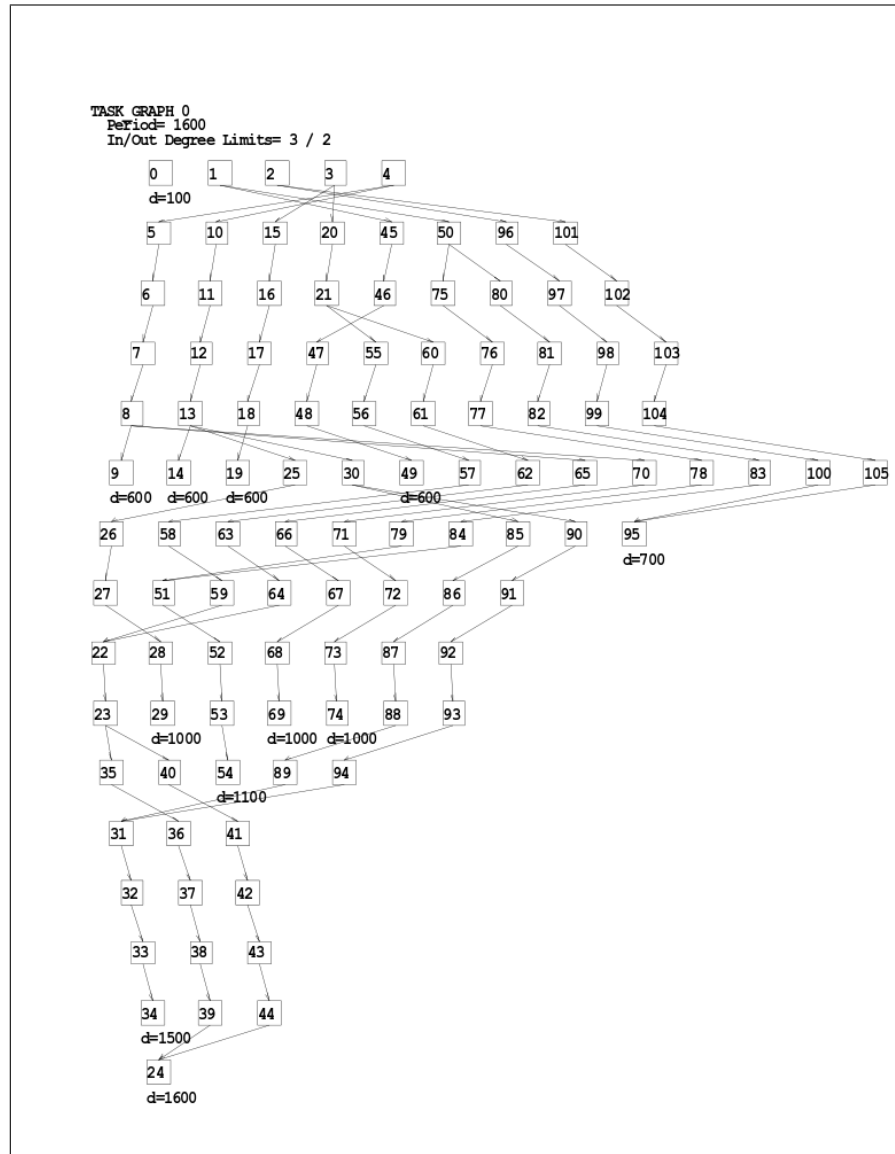 TASK GRAPH 0
Period= 1600
In/Out Degree Limits= 3 / 2
0 1 2 3 4
d=100
5 10 15 20 45 50 96 101
6 11 16 21 46 75 80 97 102
7 12 17 47 55 60 76 81 98 103
8 13 18 48 56 61 77 82 99 104
9 14 19 25 30 49 57 62 65 70 78 83 100 105
d=600 d=600 d=600 d=600
26 58 63 66 71 79 84 85 90 95
d=700
27 51 59 64 67 72 86 91
22 28 52 68 73 87 92
23 29 53 69 74 88 93
d=1000 d=1000 d=1000
35 40 54 89 94
d=1100
31 36 41
32 37 42
33 38 43
34 39 44
d=1500
24
d=1600